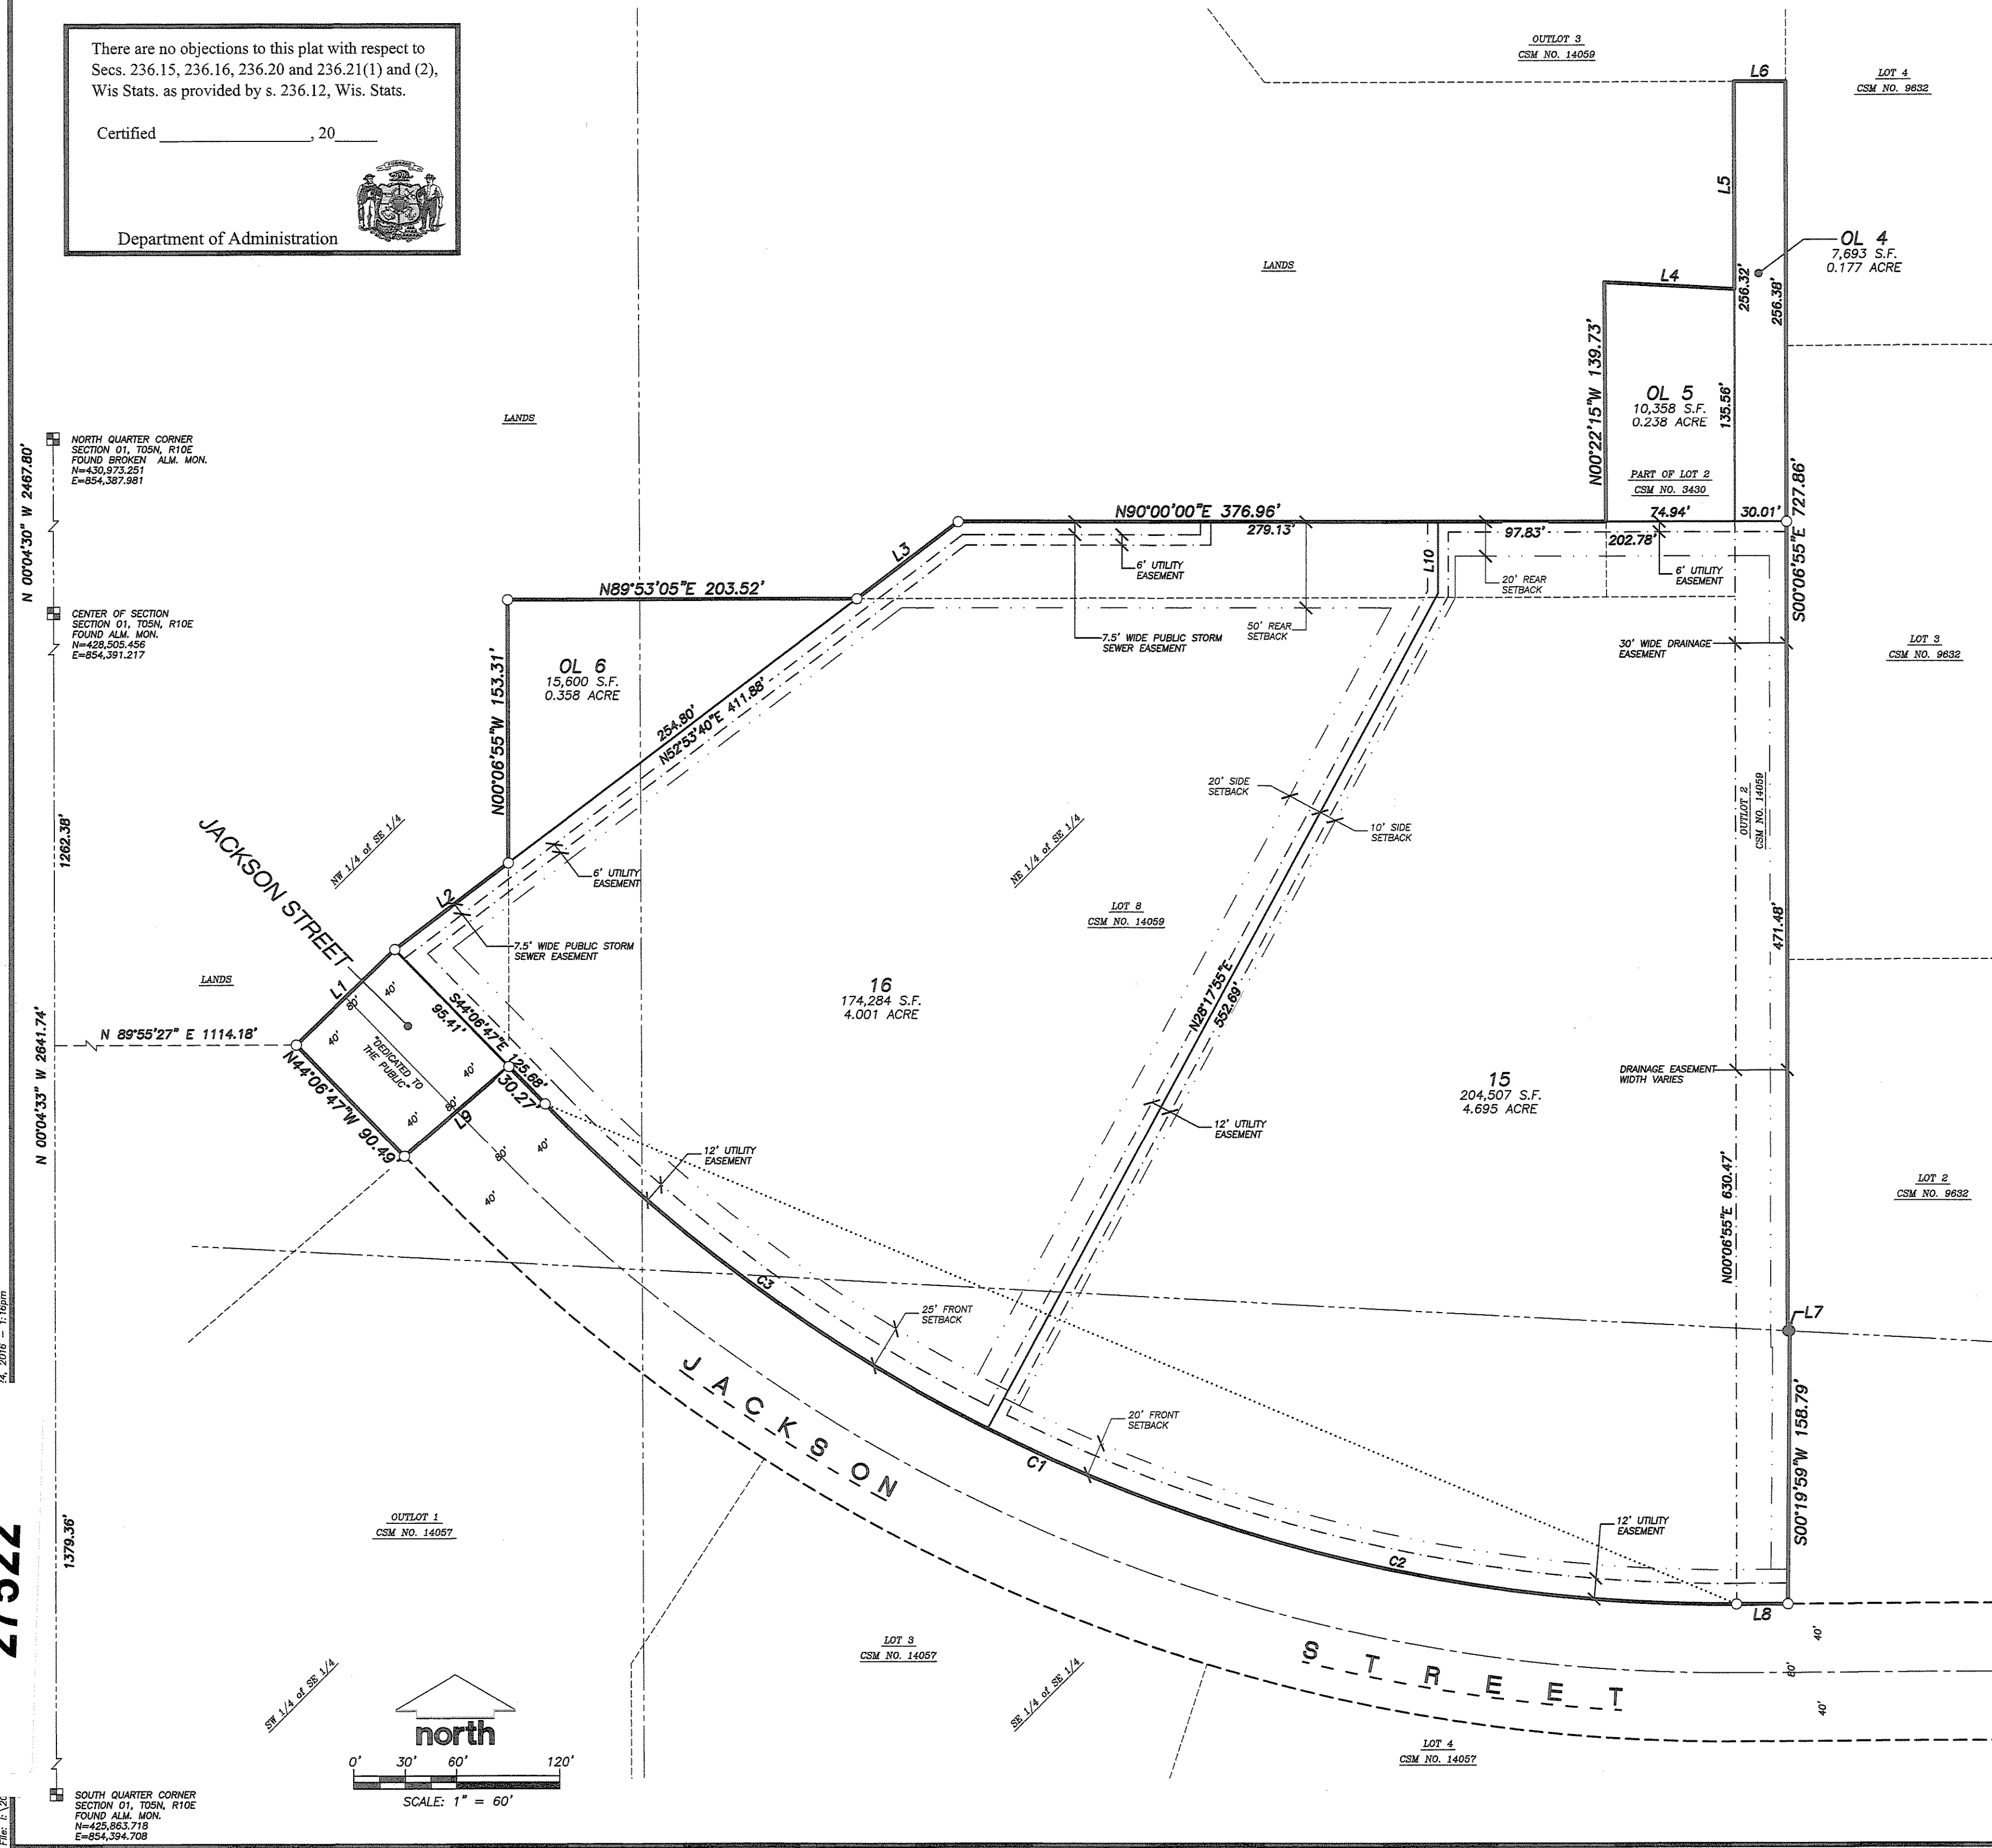 There are no objections to this plat with respect to
Secs. 236.15, 236.16, 236.20 and 236.21(1) and (2),
Wis Stats. as provided by s. 236.12, Wis. Stats.
Certified ____________________, 20_____
FORWARD
Department of Administration
OUTLOT 3
CSM NO. 14059
L6
LOT 4
CSM NO. 9632
L5
OL 4
7,693 S.F.
0.177 ACRE
LANDS
L4
256.32'
256.38'
N00°22'15"W 139.73'
OL 5
10,358 S.F.
0.238 ACRE
135.56'
PART OF LOT 2
CSM NO. 3430
LANDS
N 00°04'30" W 2467.80'
NORTH QUARTER CORNER
SECTION 01, T05N, R10E
FOUND BROKEN ALM. MON.
N=430,973.251
E=854,387.981
S00°06'55"E 727.86'
N90°00'00"E 376.96'
279.13'
74.94'
30.01'
97.83'
202.78'
L3
L10
6' UTILITY
EASEMENT
20' REAR
SETBACK
6' UTILITY
EASEMENT
N89°53'05"E 203.52'
CENTER OF SECTION
SECTION 01, T05N, R10E
FOUND ALM. MON.
N=428,505.456
E=854,391.217
50' REAR
SETBACK
7.5' WIDE PUBLIC STORM
SEWER EASEMENT
30' WIDE DRAINAGE
EASEMENT
LOT 3
CSM NO. 9632
OL 6
15,600 S.F.
0.358 ACRE
N00°06'55"W 153.31'
254.80'
N52°53'40"E 411.88'
20' SIDE
SETBACK
10' SIDE
SETBACK
OUTLOT 2
CSM NO. 14059
1262.38'
JACKSON STREET
NW 1/4 of SE 1/4
NE 1/4 of SE 1/4
6' UTILITY
EASEMENT
L2
LOT 8
CSM NO. 14059
471.48'
7.5' WIDE PUBLIC STORM
SEWER EASEMENT
LANDS
L1
80'
40'
40'
S44°06'47"E
95.41'
125.68'
16
174,284 S.F.
4.001 ACRE
N28°17'55"E
552.69'
N 89°55'27" E 1114.18'
"DEDICATED TO
THE PUBLIC"
40'
40'
80'
L9
30.27'
N44°06'47"W 90.49'
N 00°04'33" W 2641.74'
15
204,507 S.F.
4.695 ACRE
DRAINAGE EASEMENT
WIDTH VARIES
12' UTILITY
EASEMENT
40'
80'
40'
12' UTILITY
EASEMENT
N00°06'55"E 630.47'
LOT 2
CSM NO. 9632
C3
25' FRONT
SETBACK
L7
24, 2016 - 1:16pm
JACKSON
20' FRONT
SETBACK
C1
S00°19'59"W 158.79'
OUTLOT 1
CSM NO. 14057
1379.36'
12' UTILITY
EASEMENT
C2
L8
27522
40'
80'
40'
STREET
LOT 3
CSM NO. 14057
SW 1/4 of SE 1/4
SE 1/4 of SE 1/4
north
LOT 4
CSM NO. 14057
0' 30' 60' 120'
SCALE: 1" = 60'
SOUTH QUARTER CORNER
SECTION 01, T05N, R10E
FOUND ALM. MON.
N=425,863.718
E=854,394.708